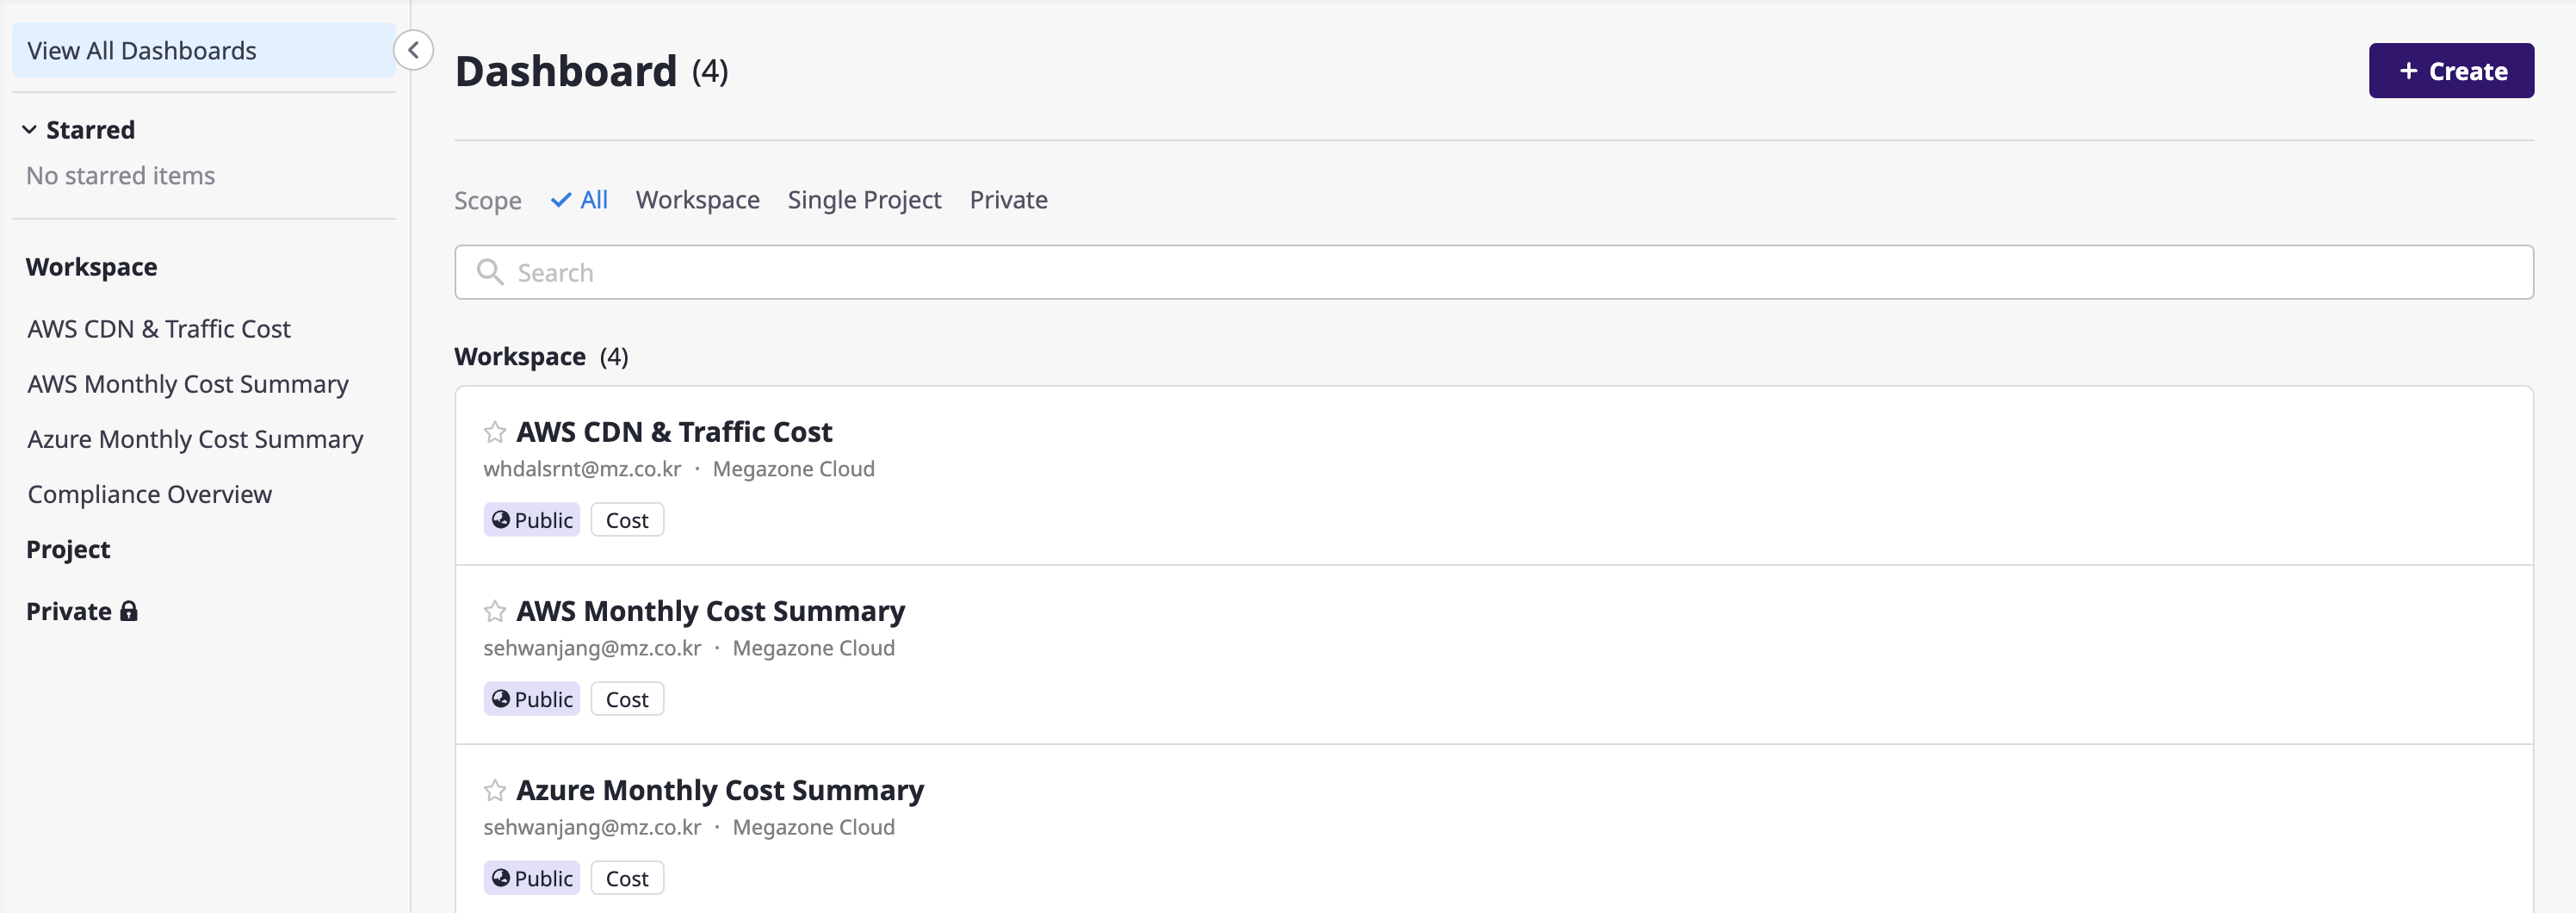 View All Dashboards
Starred
No starred items
Workspace
AWS CDN & Traffic Cost
AWS Monthly Cost Summary
Azure Monthly Cost Summary
Compliance Overview
Project
Private
Dashboard (4)
+ Create
Scope All Workspace Single Project Private
Search
Workspace (4)
AWS CDN & Traffic Cost
whdalsrnt@mz.co.kr · Megazone Cloud
Public Cost
AWS Monthly Cost Summary
sehwanjang@mz.co.kr · Megazone Cloud
Public Cost
Azure Monthly Cost Summary
sehwanjang@mz.co.kr · Megazone Cloud
Public Cost